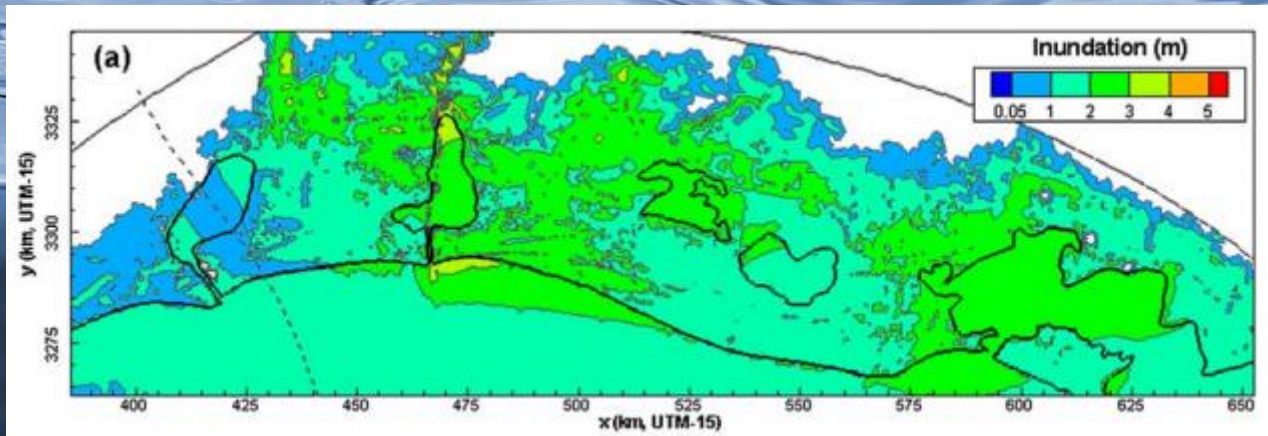 (a)
Inundation (m)
0.05 1 2 3 4 5
y (km, UTM-15)
3325
3300
3275
400 425 450 475 500 525 550 575 600 625 650
x (km, UTM-15)